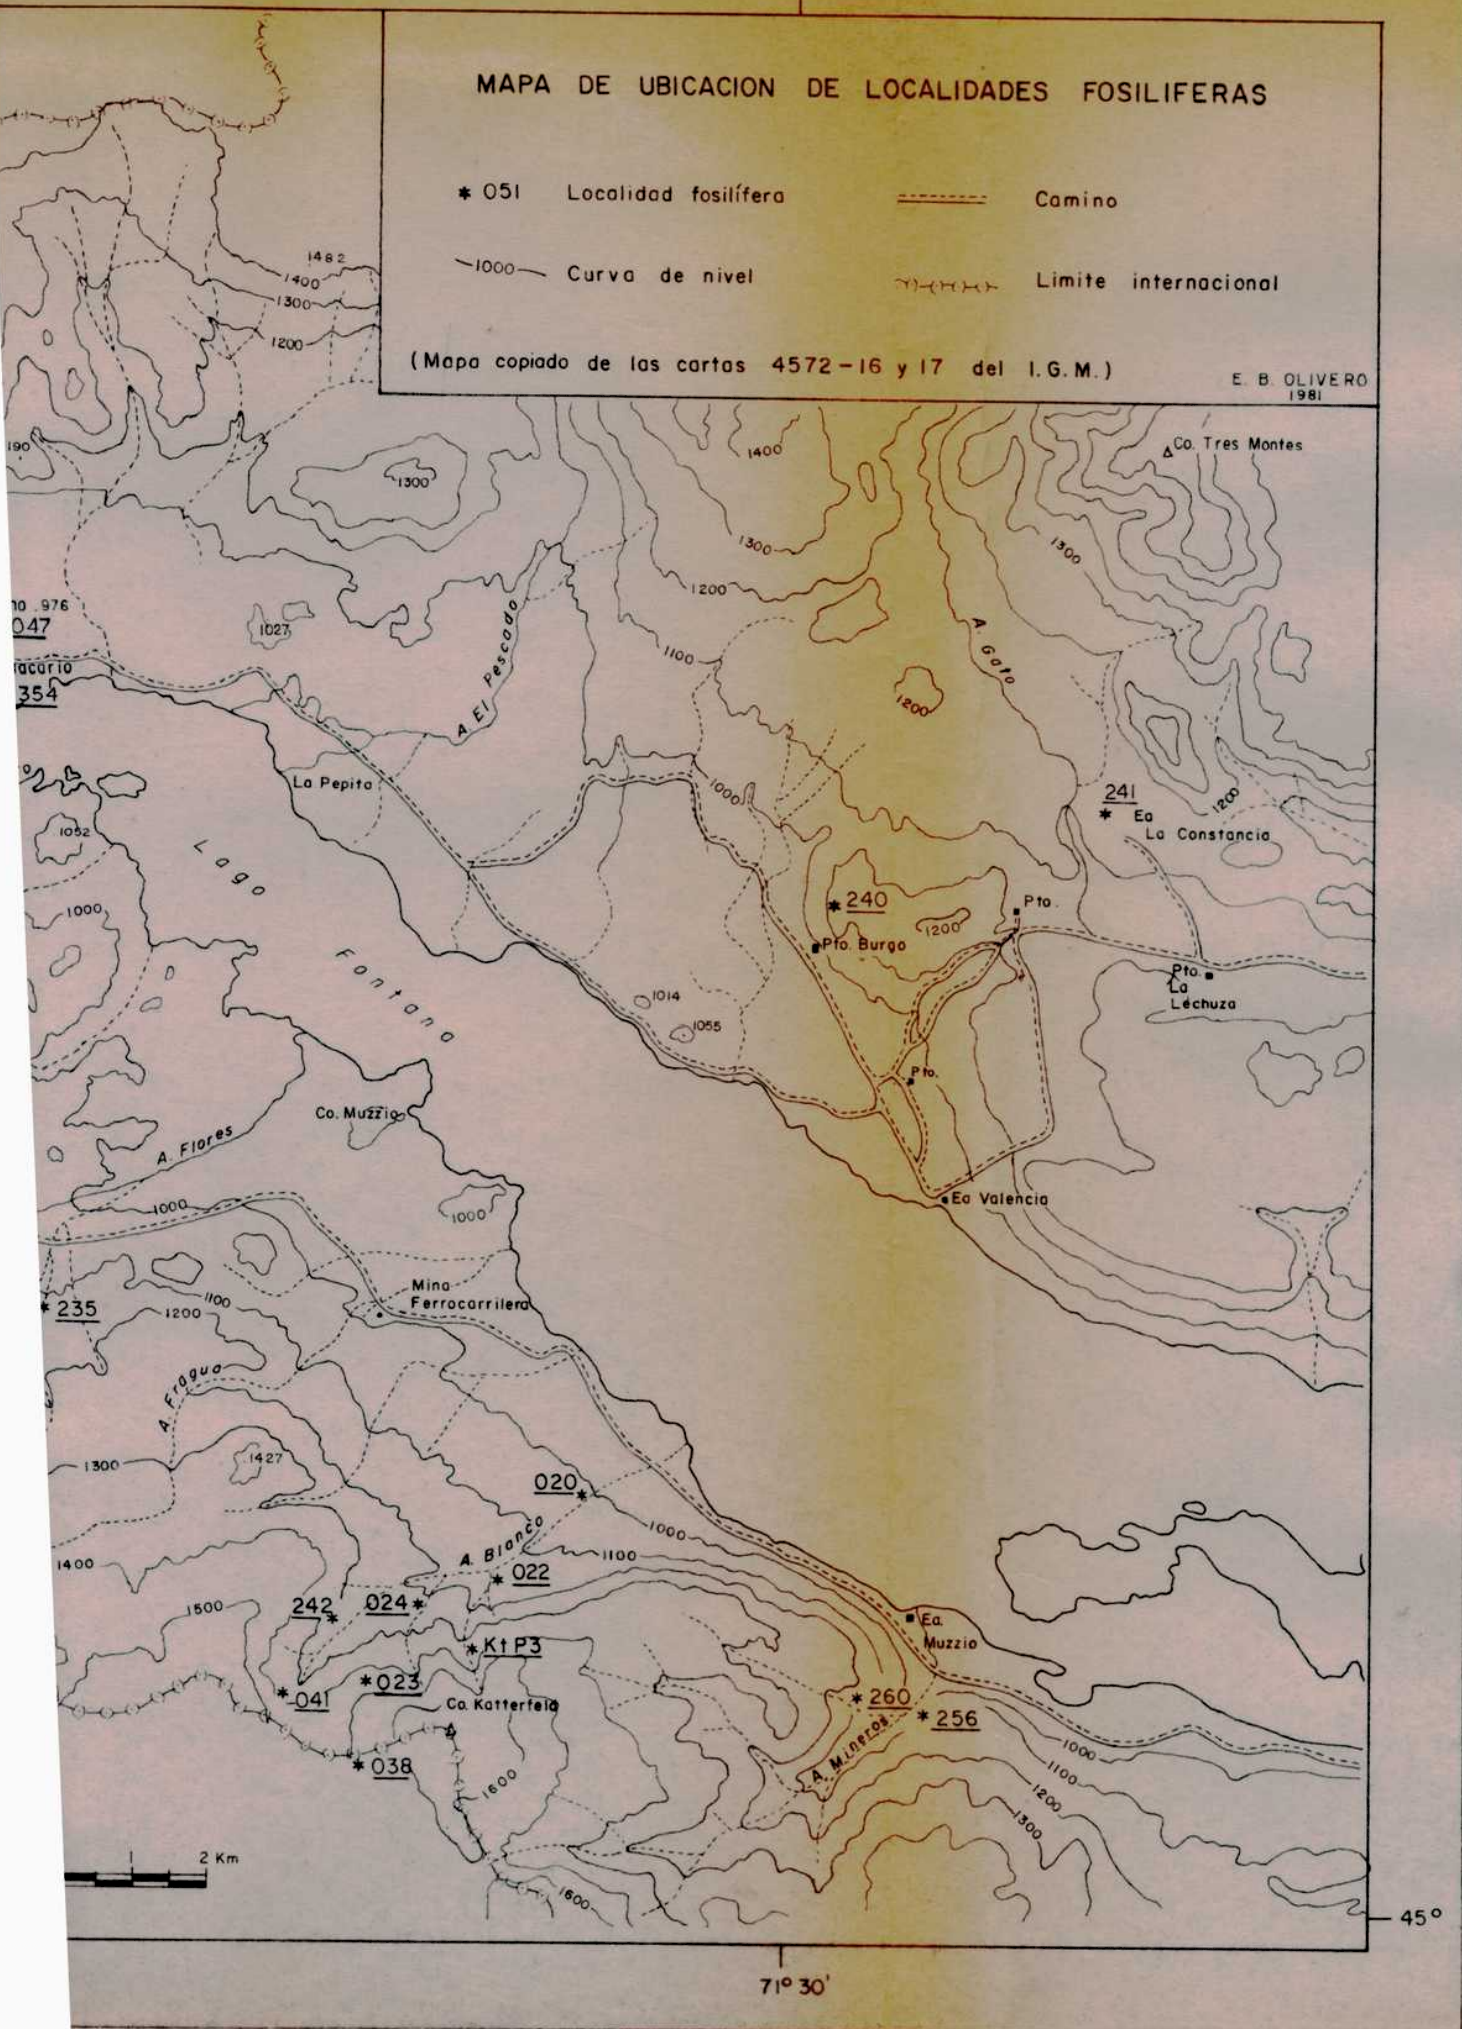 MAPA DE UBICACION DE LOCALIDADES FOSILIFERAS
* 051 Localidad fosilífera
Camino
1000 Curva de nivel
Limite internacional
(Mapa copiado de las cartas 4572-16 y 17 del I.G.M.)
E. B. OLIVERO
1981
1482
1400
1300
1200
190
1300
1400
Co. Tres Montes
1300
1300
1200
.976
047
1027
1100
A. El Pescado
A. Gato
354
1200
La Pepita
1000
241
Ea
La Constancia
1200
1052
Lago
Fontana
1000
240
1200
Pto.
Pto. Burgo
Pto.
La
Lechuza
1014
1055
Pto.
Co. Muzzio
A. Flores
1000
1000
Ea Valencia
Mina
Ferrocarrilera
235
1100
1200
A. Fragua
1300
1427
020
1000
A. Blanco
1100
1400
022
1500
242
024
Kt P3
Ea.
Muzzio
041
023
Co. Katterfeld
260
256
A. Mineros
038
1600
1000
1100
1200
1300
1 2 Km
1600
45°
71° 30'